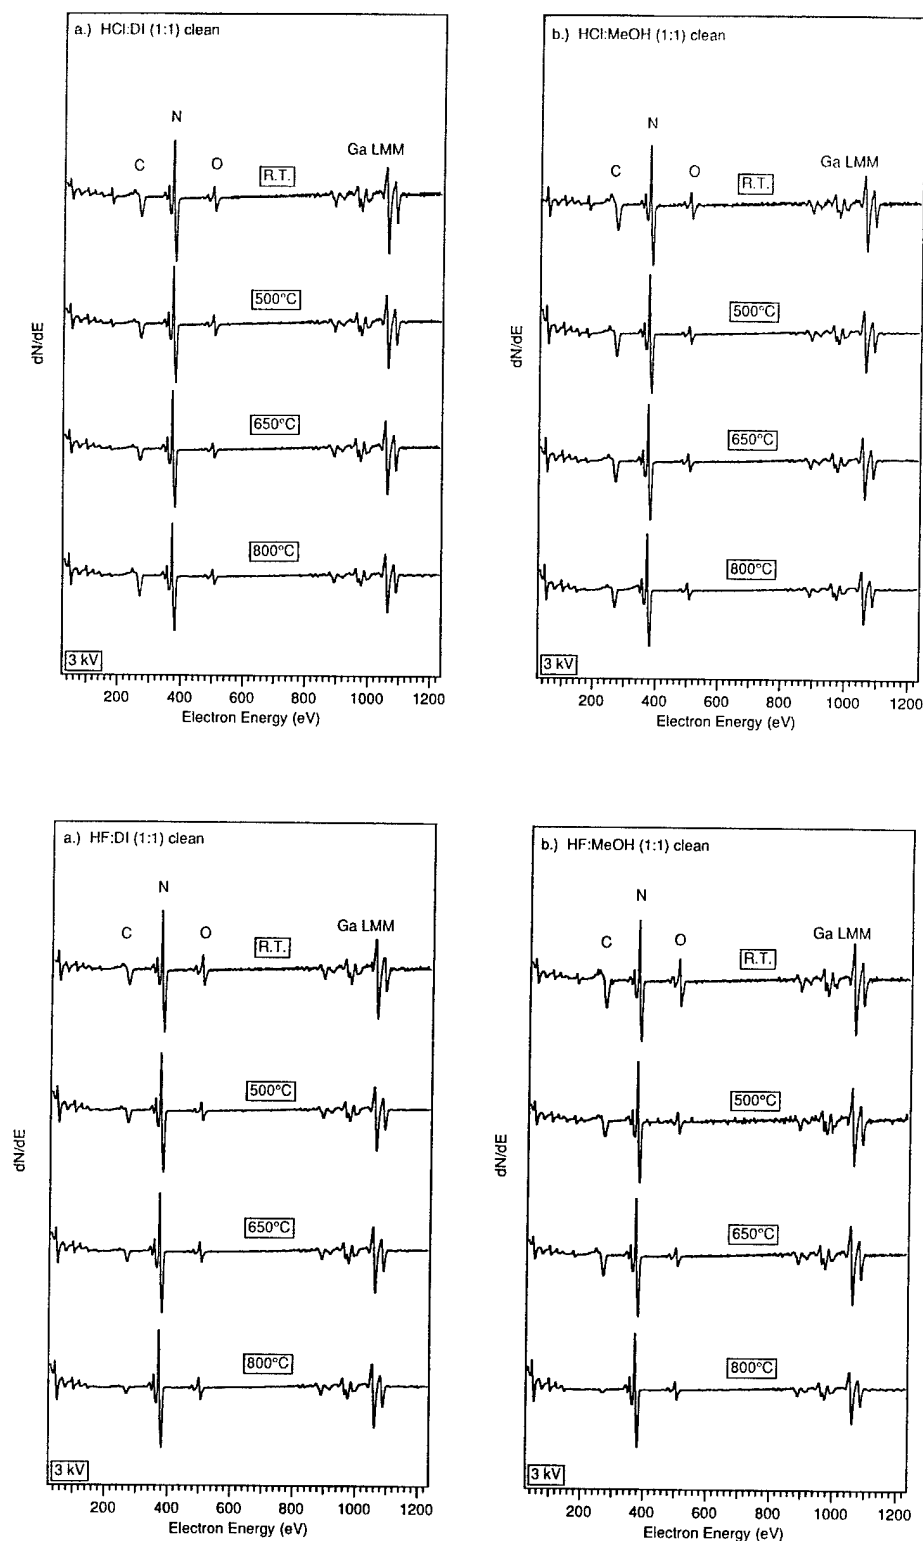 a.) HCl:DI (1:1) clean
N
C
O
R.T.
Ga LMM
500°C
650°C
800°C
3 kV
dN/dE
200 400 600 800 1000 1200
Electron Energy (eV)
b.) HCl:MeOH (1:1) clean
N
C
O
R.T.
Ga LMM
500°C
650°C
800°C
3 kV
dN/dE
200 400 600 800 1000 1200
Electron Energy (eV)
a.) HF:DI (1:1) clean
N
C
O
R.T.
Ga LMM
500°C
650°C
800°C
3 kV
dN/dE
200 400 600 800 1000 1200
Electron Energy (eV)
b.) HF:MeOH (1:1) clean
N
C
O
R.T.
Ga LMM
500°C
650°C
800°C
3 kV
dN/dE
200 400 600 800 1000 1200
Electron Energy (eV)